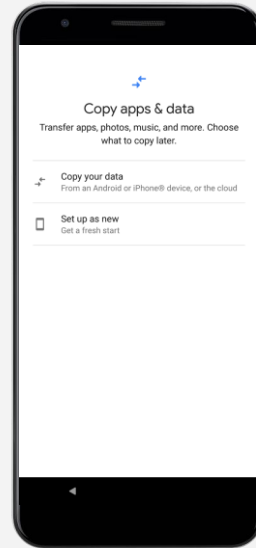 Copy apps & data
Transfer apps, photos, music, and more. Choose
what to copy later.
Copy your data
From an Android or iPhone® device, or the cloud
Set up as new
Get a fresh start